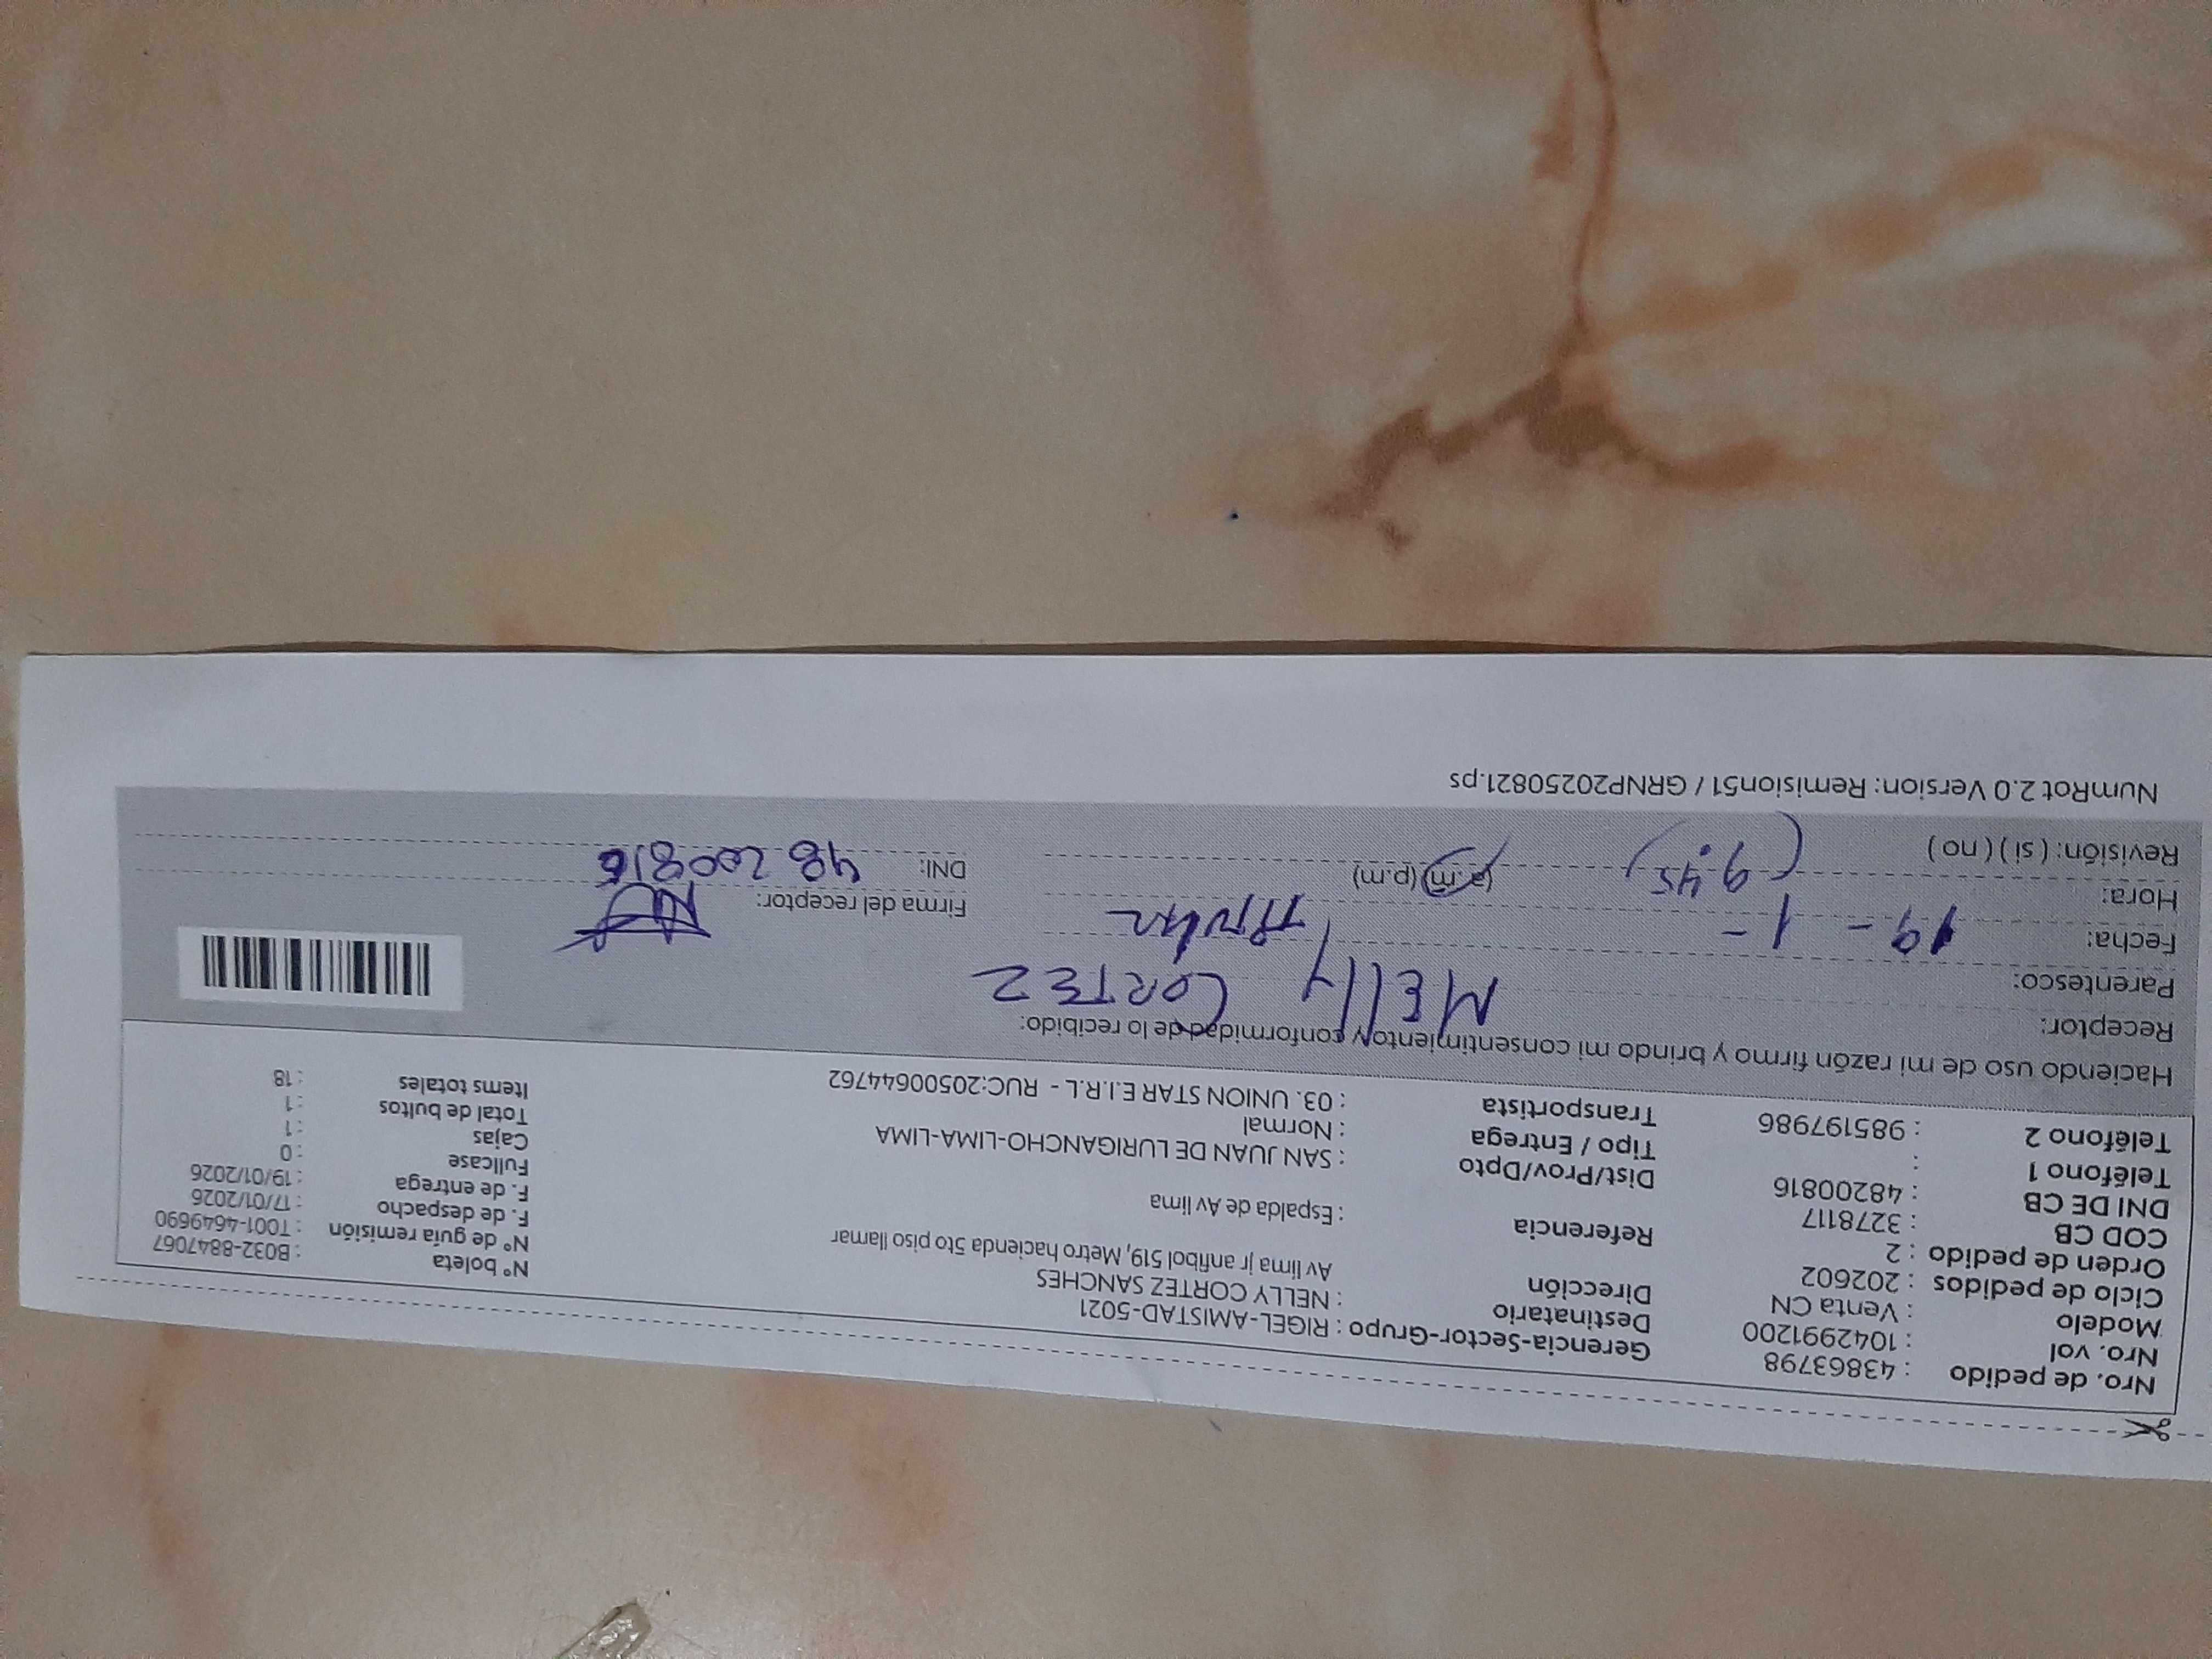 Nro. de pedido : 43863798
Nro. vol : 1042991200
Modelo : Venta CN
Ciclo de pedidos : 202602
Orden de pedido : 2
COD CB : 3278117
DNI DE CB : 48200816
Teléfono 1 :
Teléfono 2 : 985197986
Gerencia-Sector-Grupo : RIGEL-AMISTAD-5021
Destinatario : NELLY CORTEZ SANCHES
Dirección Av lima jr anfibol 519, Metro hacienda 5to piso llamar
Referencia : Espalda de Av lima
Dist/Prov/Dpto : SAN JUAN DE LURIGANCHO-LIMA-LIMA
Tipo / Entrega : Normal
Transportista : 03. UNION STAR E.I.R.L - RUC:20500644762
N° boleta : B032-8847067
N° de guía remisión : T001-4649690
F. de despacho : 17/01/2026
F. de entrega : 19/01/2026
Fullcase : 0
Cajas : 1
Total de bultos : 1
Items totales : 18
Haciendo uso de mi razón firmo y brindo mi consentimiento y conformidad de lo recibido:
Receptor: NElly CORTEZ
Parentesco:
Fecha: 19 - 1 -
Hora: (9:45) (a.m) (p.m)
Revisión: ( si ) ( no )
Firma del receptor:
DNI: 48200816
NumRot 2.0 Version: Remision51 / GRNP20250821.ps